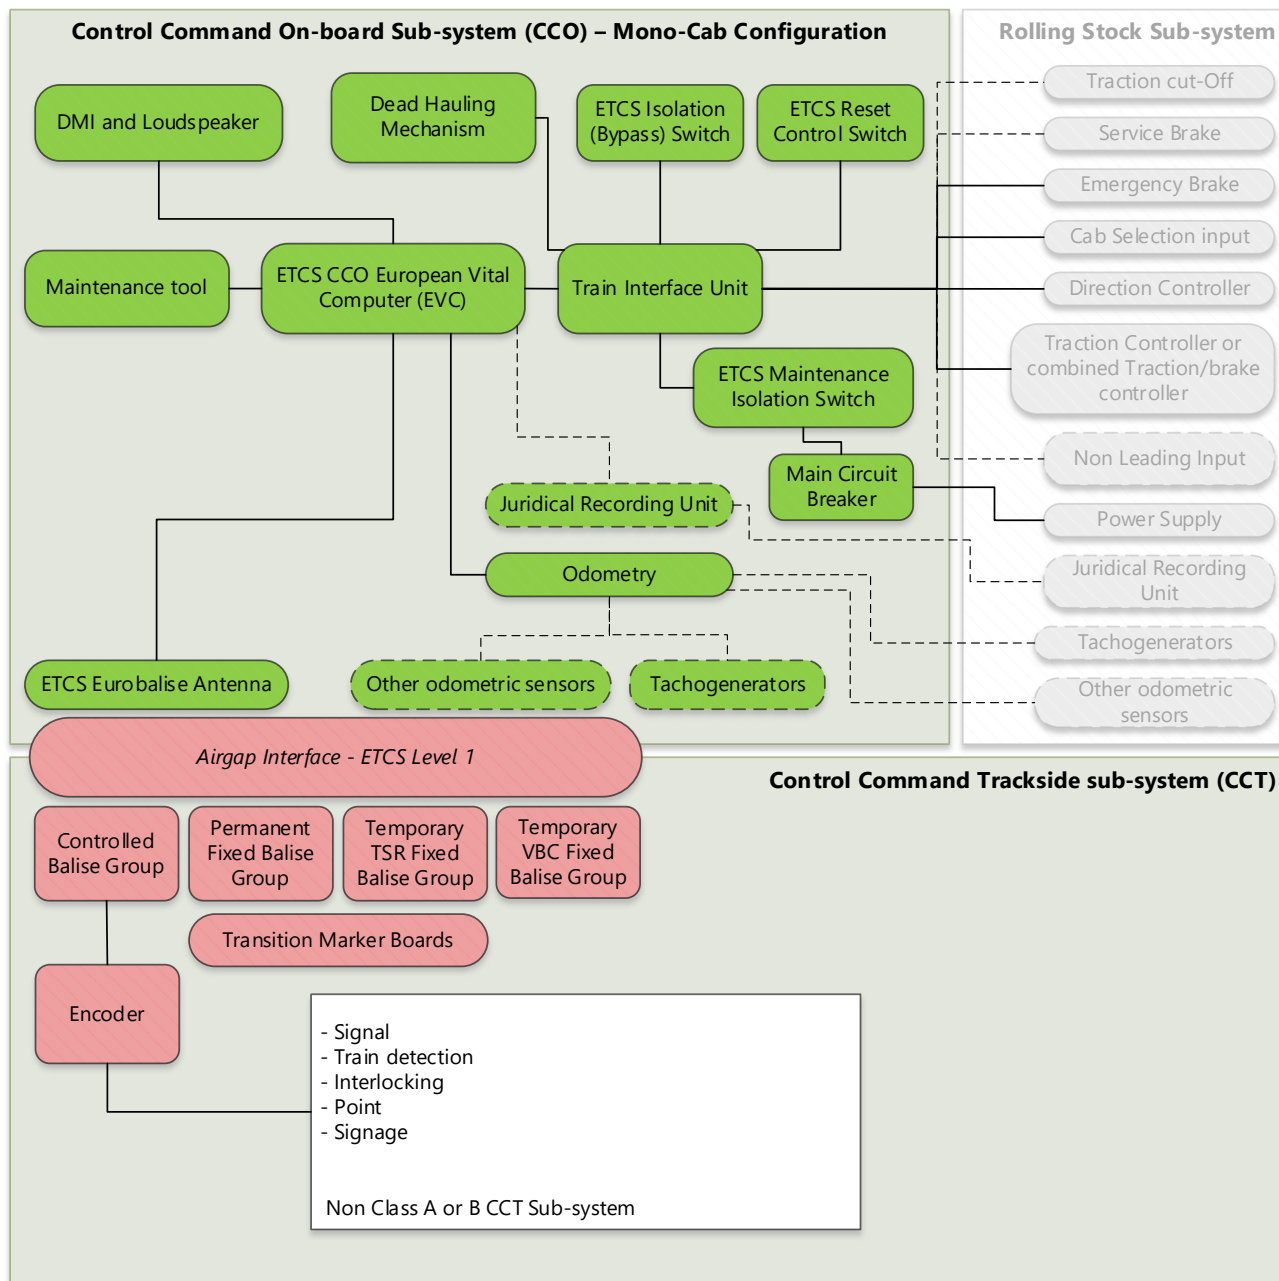 Control Command On-board Sub-system (CCO) – Mono-Cab Configuration
Rolling Stock Sub-system
DMI and Loudspeaker
Dead Hauling
Mechanism
ETCS Isolation
(Bypass) Switch
ETCS Reset
Control Switch
Traction cut-Off
Service Brake
Emergency Brake
Cab Selection input
Direction Controller
Traction Controller or
combined Traction/brake
controller
Non Leading Input
Power Supply
Juridical Recording
Unit
Tachogenerators
Other odometric
sensors
Maintenance tool
ETCS CCO European Vital
Computer (EVC)
Train Interface Unit
ETCS Maintenance
Isolation Switch
Main Circuit
Breaker
Juridical Recording Unit
Odometry
ETCS Eurobalise Antenna
Other odometric sensors
Tachogenerators
Airgap Interface - ETCS Level 1
Control Command Trackside sub-system (CCT)
Controlled
Balise Group
Permanent
Fixed Balise
Group
Temporary
TSR Fixed
Balise Group
Temporary
VBC Fixed
Balise Group
Transition Marker Boards
Encoder
- Signal
- Train detection
- Interlocking
- Point
- Signage
Non Class A or B CCT Sub-system